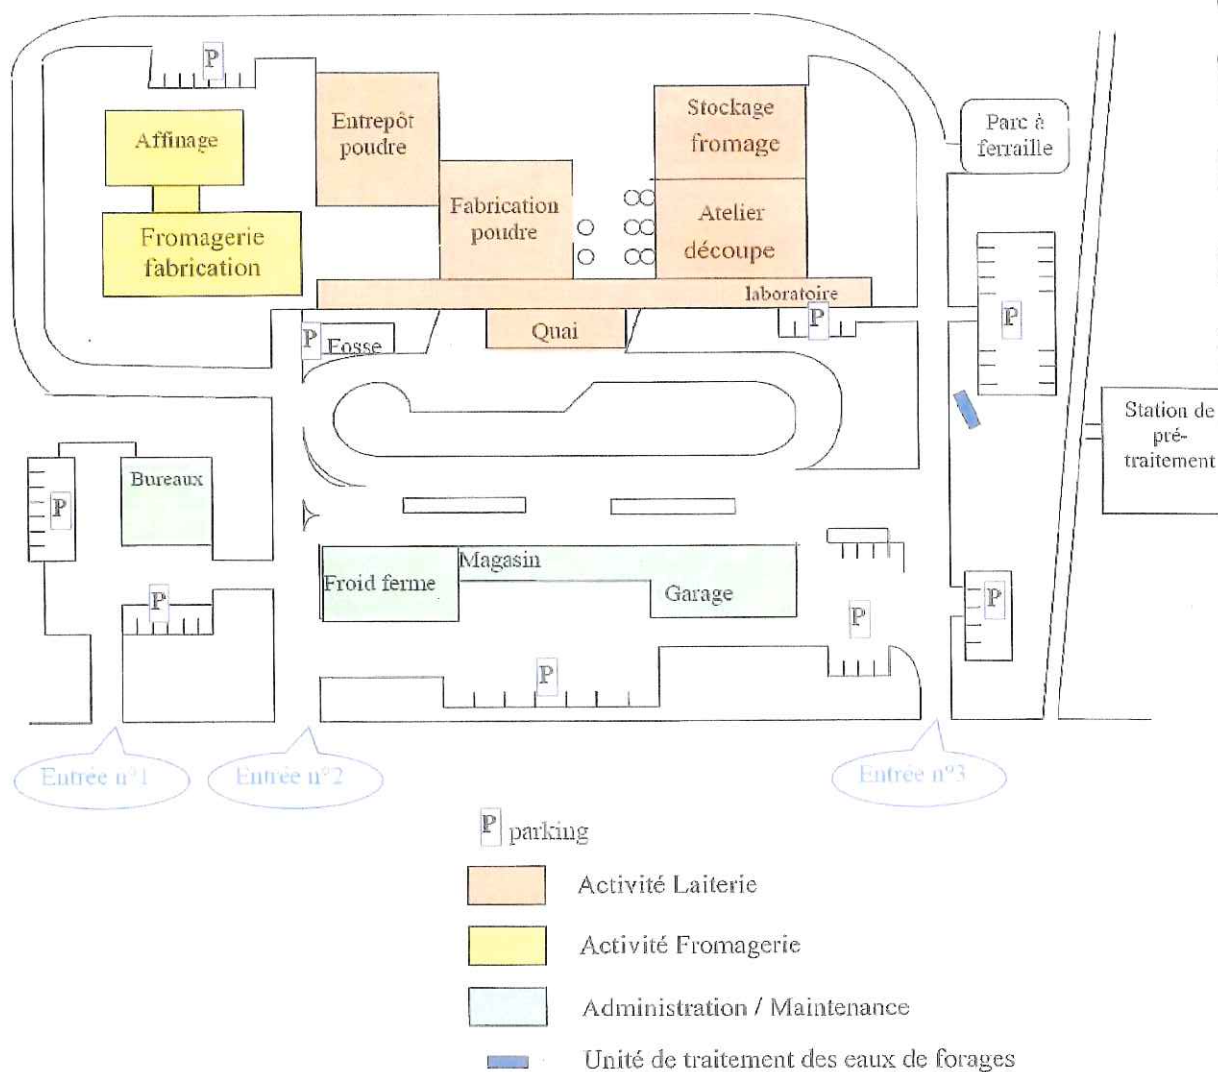 P
Affinage
Entrepôt
poudre
Stockage
fromage
Parc à
ferraille
Fabrication
poudre
Atelier
découpe
Fromagerie
fabrication
laboratoire
P
P
P
Fosse
Quai
Station de
pré-
traitement
Bureaux
P
Magasin
Froid ferme
Garage
P
P
P
P
Entrée n°1
Entrée n°2
Entrée n°3
P parking
Activité Laiterie
Activité Fromagerie
Administration / Maintenance
Unité de traitement des eaux de forages